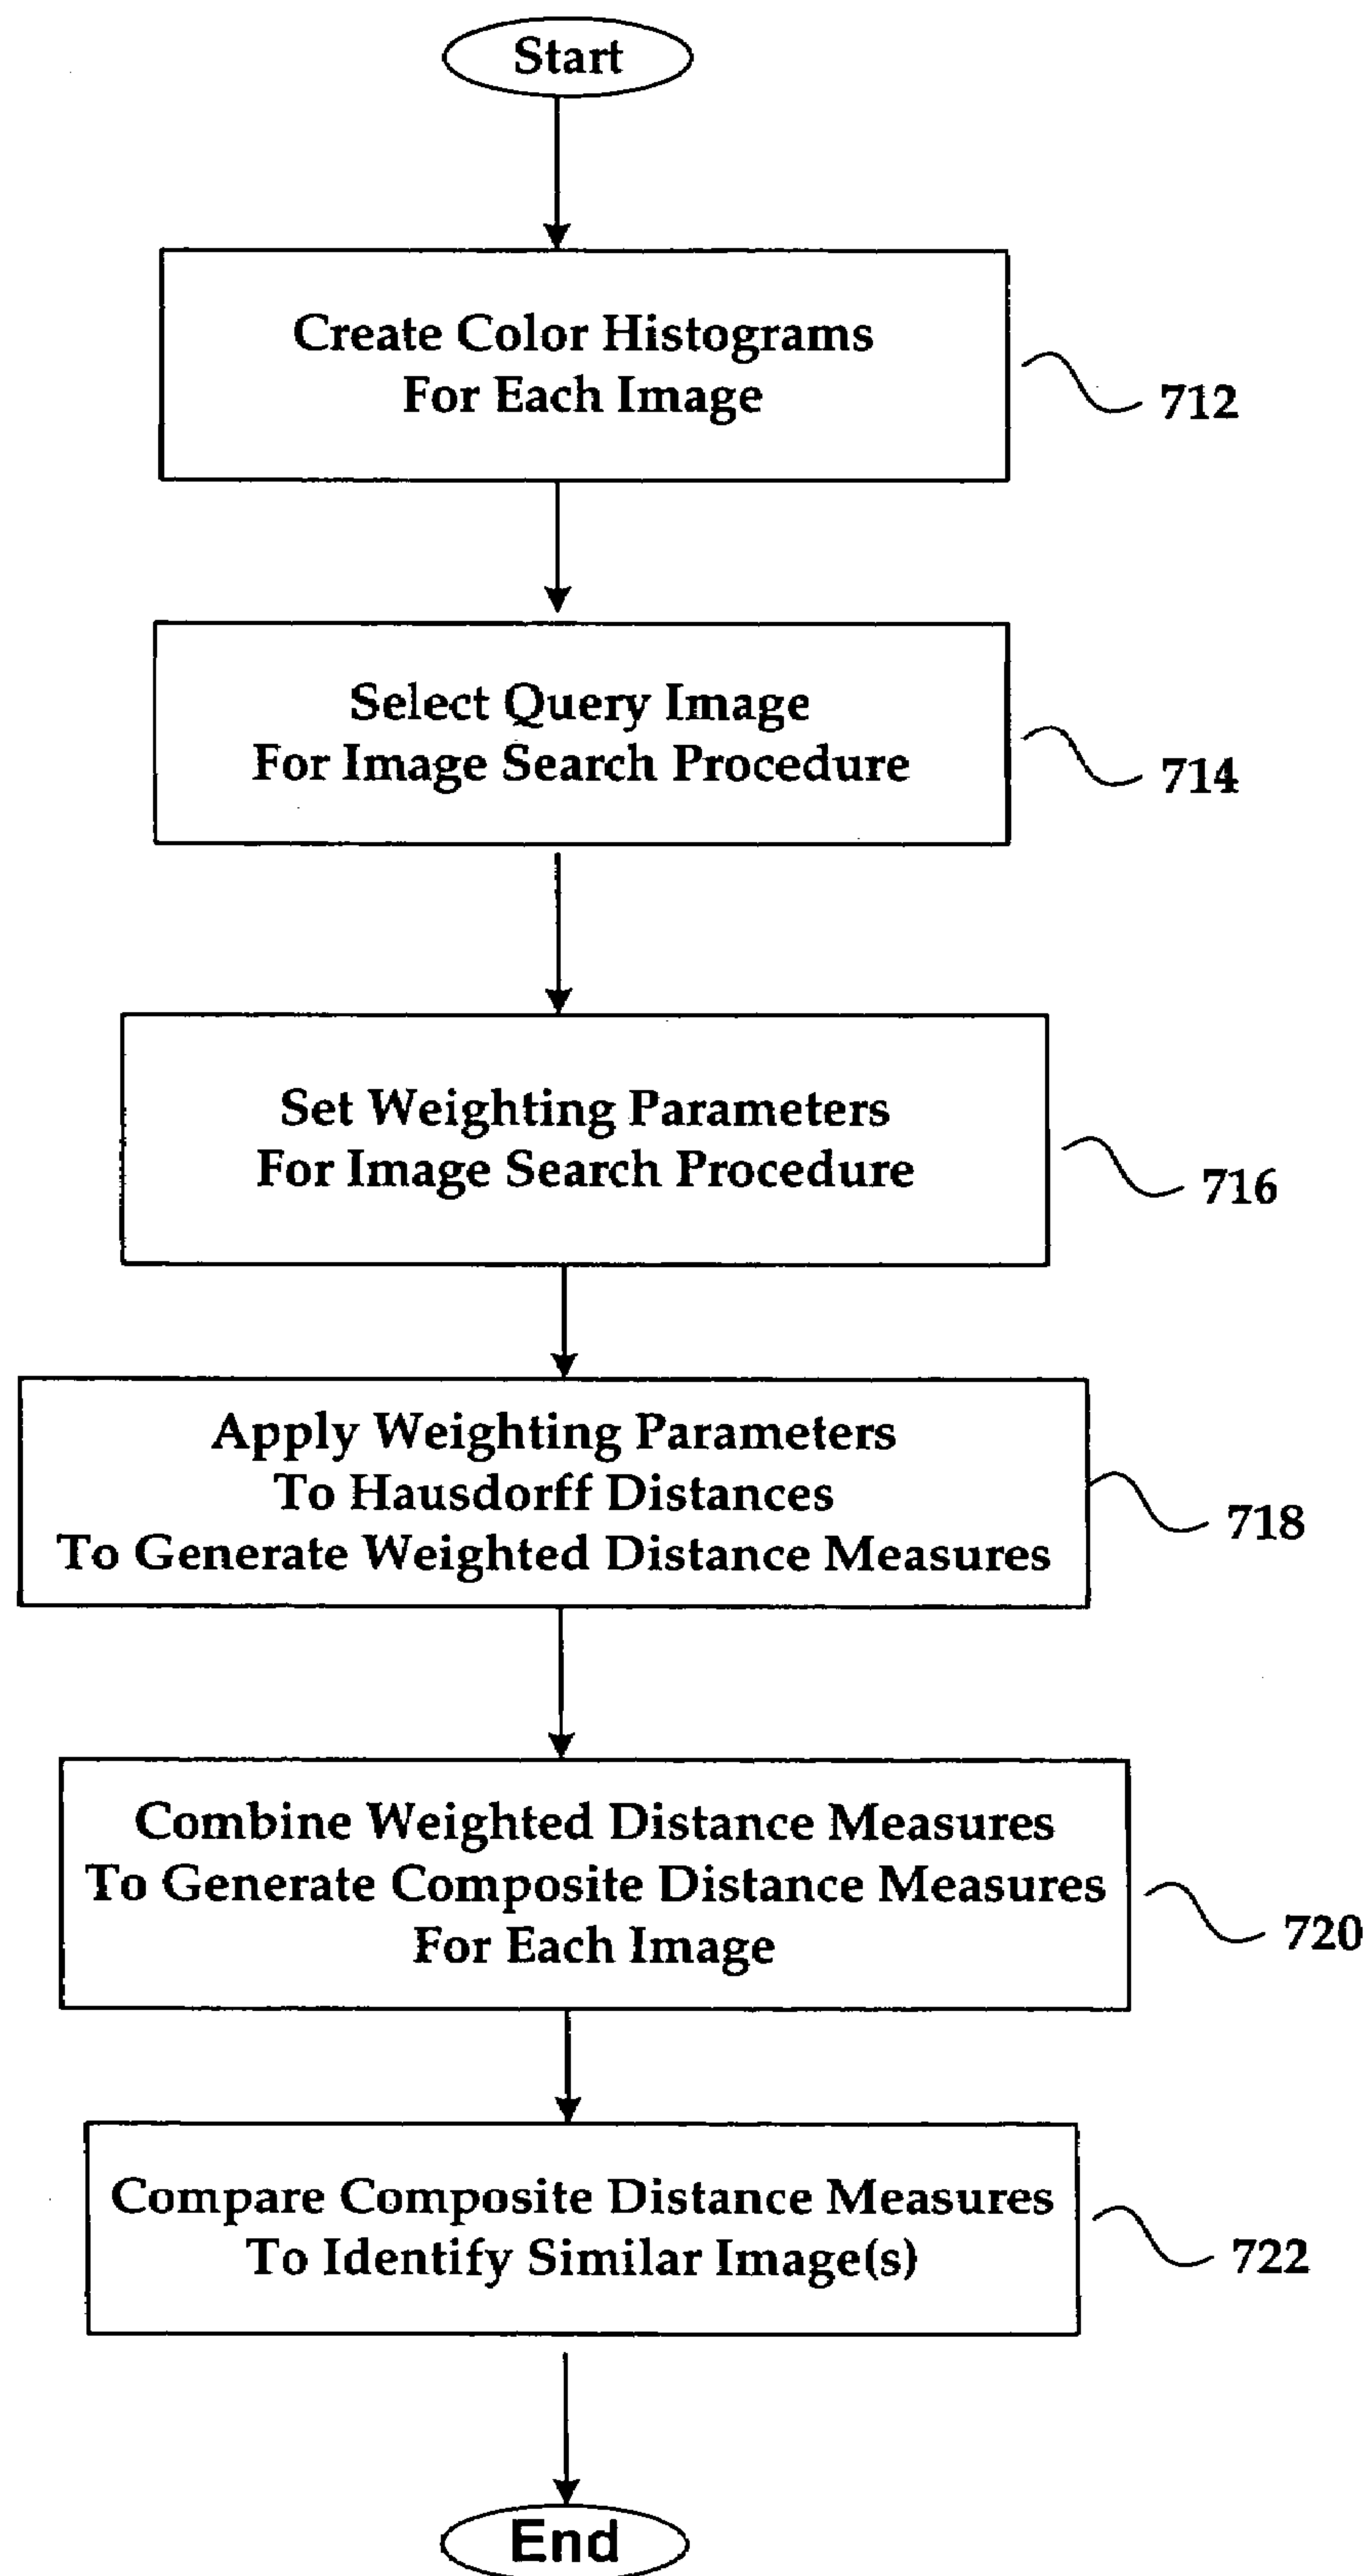 Start
Create Color Histograms
For Each Image
712
Select Query Image
For Image Search Procedure
714
Set Weighting Parameters
For Image Search Procedure
716
Apply Weighting Parameters
To Hausdorff Distances
To Generate Weighted Distance Measures
718
Combine Weighted Distance Measures
To Generate Composite Distance Measures
For Each Image
720
Compare Composite Distance Measures
To Identify Similar Image(s)
722
End